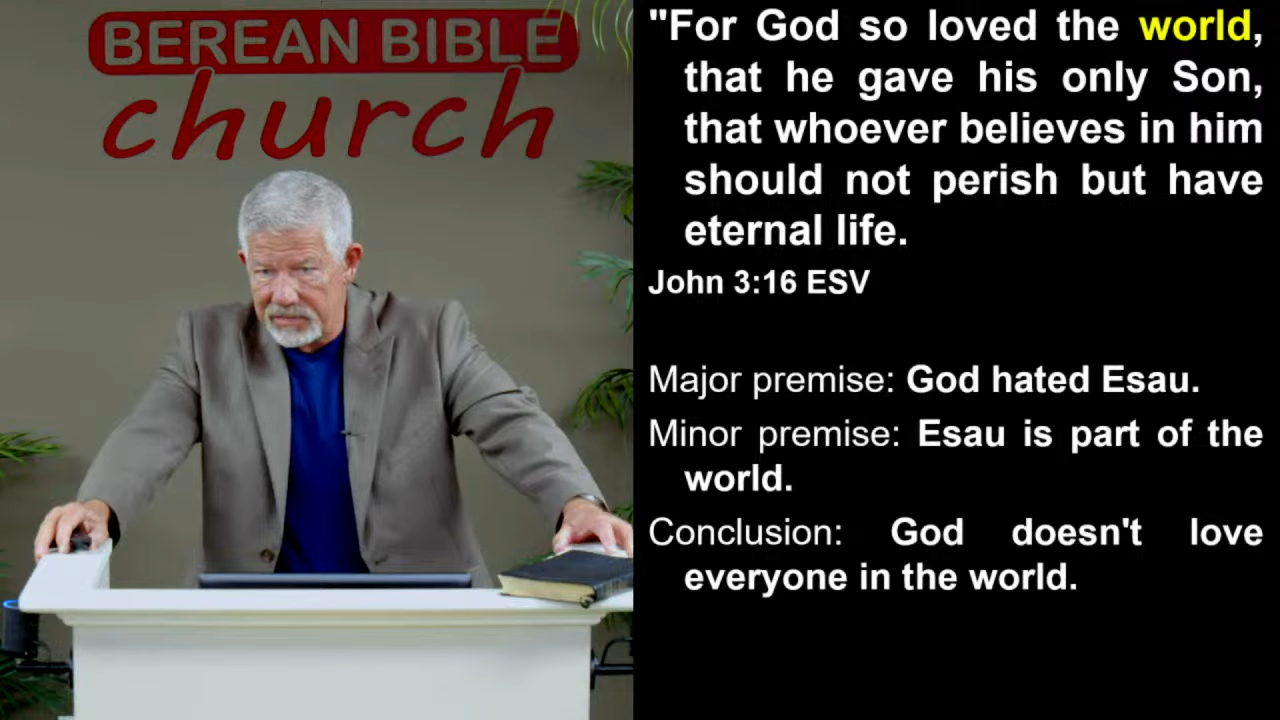 BEREAN BIBLE
church
"For God so loved the world,
that he gave his only Son,
that whoever believes in him
should not perish but have
eternal life.
John 3:16 ESV
Major premise: God hated Esau.
Minor premise: Esau is part of the
world.
Conclusion: God doesn't love
everyone in the world.